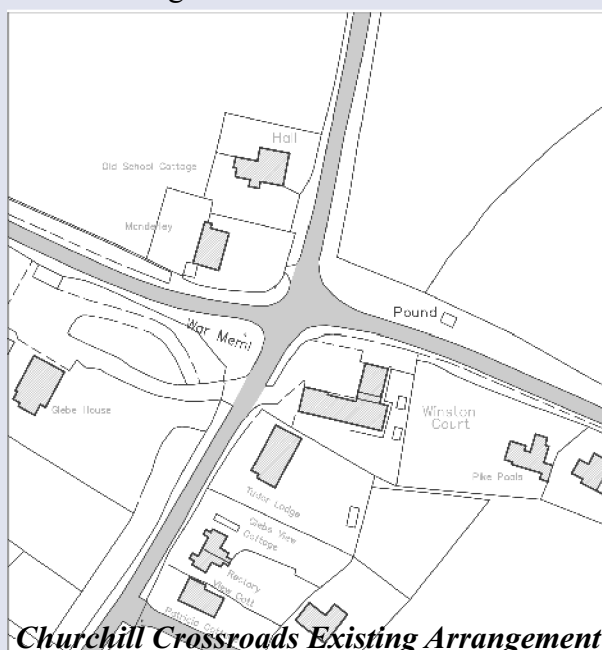 Hall
Old School Cottage
Manderley
War Meml
Pound
Glebe House
Winston
Court
Pike Pools
Tudor Lodge
Glebe View
Cottage
Rectory
View Cott
Patricia
Churchill Crossroads Existing Arrangement